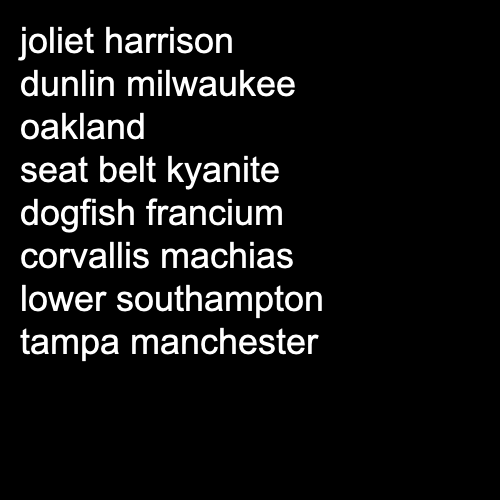 joliet harrison
dunlin milwaukee
oakland
seat belt kyanite
dogfish francium
corvallis machias
lower southampton
tampa manchester